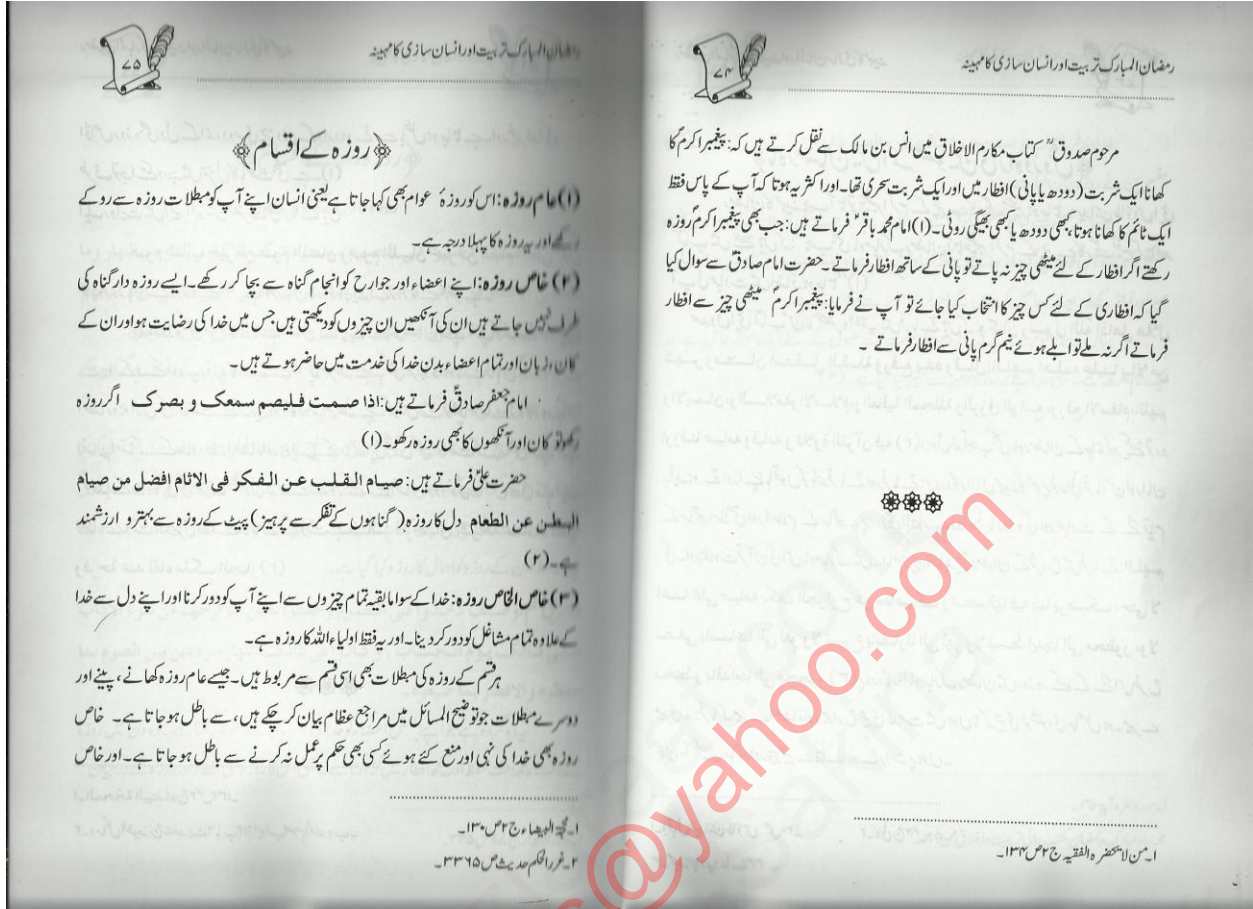 رمضان المبارک تربیت اور انسان سازی کا مہینہ
۷۴
مرحوم صدوقؒ کتاب مکارم الاخلاق میں انس بن مالک سے نقل کرتے ہیں کہ: پیغمبر اکرمؐ کا
کھانا ایک شربت (دودھ یا پانی) افطار میں اور ایک شربت سحری تھا۔ اور اکثر یہ ہوتا کہ آپ کے پاس فقط
ایک ٹائم کا کھانا ہوتا، کبھی دودھ یا کبھی بھیگی روٹی۔(۱) امام محمد باقرؑ فرماتے ہیں: جب بھی پیغمبر اکرمؐ روزہ
رکھتے اگر افطار کے لئے میٹھی چیز نہ پاتے تو پانی کے ساتھ افطار فرماتے۔ حضرت امام صادقؑ سے سوال کیا
گیا کہ افطاری کے لئے کس چیز کا انتخاب کیا جائے تو آپ نے فرمایا: پیغمبر اکرمؐ میٹھی چیز سے افطار
فرماتے اگر نہ ملے تو ابلے ہوئے نیم گرم پانی سے افطار فرماتے ۔
۱۔ من لا یحضرہ الفقیہ ج ۲ ص ۱۳۴۔
رمضان المبارک تربیت اور انسان سازی کا مہینہ
۷۵
روزہ کے اقسام
(۱) عام روزہ: اس کو روزۂ عوام بھی کہا جاتا ہے یعنی انسان اپنے آپ کو مبطلات روزہ سے روکے
رکھے اور یہ روزہ کا پہلا درجہ ہے۔
(۲) خاص روزہ: اپنے اعضاء اور جوارح کو انجام گناہ سے بچا کر رکھے۔ ایسے روزہ دار گناہ کی
طرف نہیں جاتے ہیں ان کی آنکھیں ان چیزوں کو دیکھتی ہیں جس میں خدا کی رضایت ہو اور ان کے
کان، زبان اور تمام اعضاء بدن خدا کی خدمت میں حاضر ہوتے ہیں۔
امام جعفر صادقؑ فرماتے ہیں: اذا صمت فلیصم سمعک و بصرک اگر روزہ
رکھو تو کان اور آنکھوں کا بھی روزہ رکھو۔(۱)
حضرت علیؑ فرماتے ہیں: صیام القلب عن الفکر فی الاثام افضل من صیام
البطن عن الطعام دل کا روزہ (گناہوں کے تفکر سے پرہیز) پیٹ کے روزہ سے بہتر و ارزشمند
ہے۔(۲)
(۳) خاص الخاص روزہ: خدا کے سوا ما بقیہ تمام چیزوں سے اپنے آپ کو دور کرنا اور اپنے دل سے خدا
کے علاوہ تمام مشاغل کو دور کر دینا۔ اور یہ فقط اولیاء اللہ کا روزہ ہے۔
ہر قسم کے روزہ کی مبطلات بھی اسی قسم سے مربوط ہیں۔ جیسے عام روزہ کھانے، پینے اور
دوسرے مبطلات جو توضیح المسائل میں مراجع عظام بیان کر چکے ہیں، سے باطل ہو جاتا ہے۔ خاص
روزہ بھی خدا کی نہی اور منع کئے ہوئے کسی بھی حکم پر عمل نہ کرنے سے باطل ہو جاتا ہے۔ اور خاص
۱۔ محجۃ البیضاء ج ۲ ص ۱۳۰۔
۲۔ غرر الحکم حدیث ص ۳۳۶۵۔
@yahoo.com